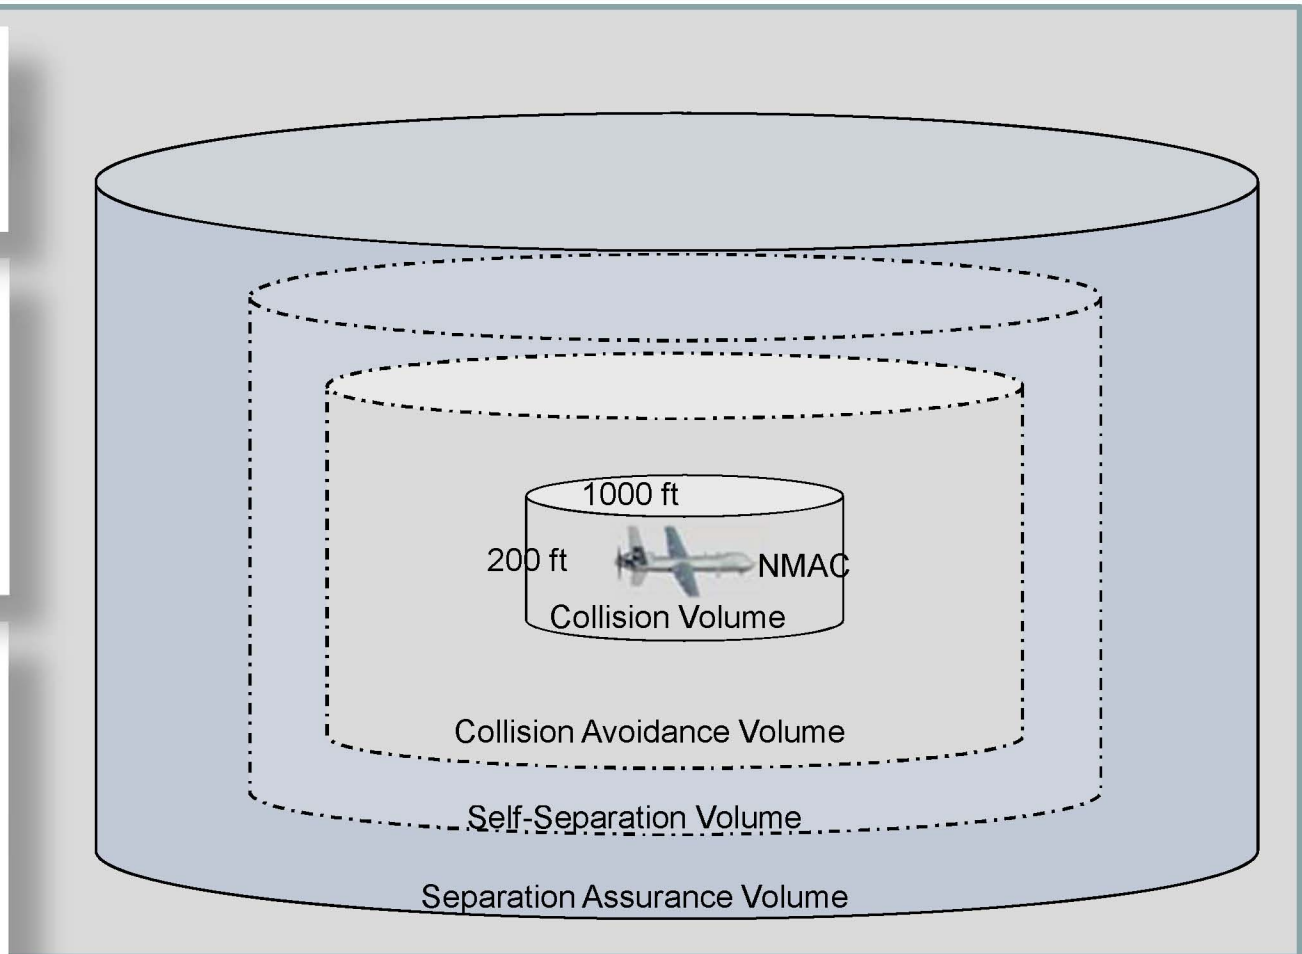 1000 ft
200 ft
NMAC
Collision Volume
Collision Avoidance Volume
Self-Separation Volume
Separation Assurance Volume